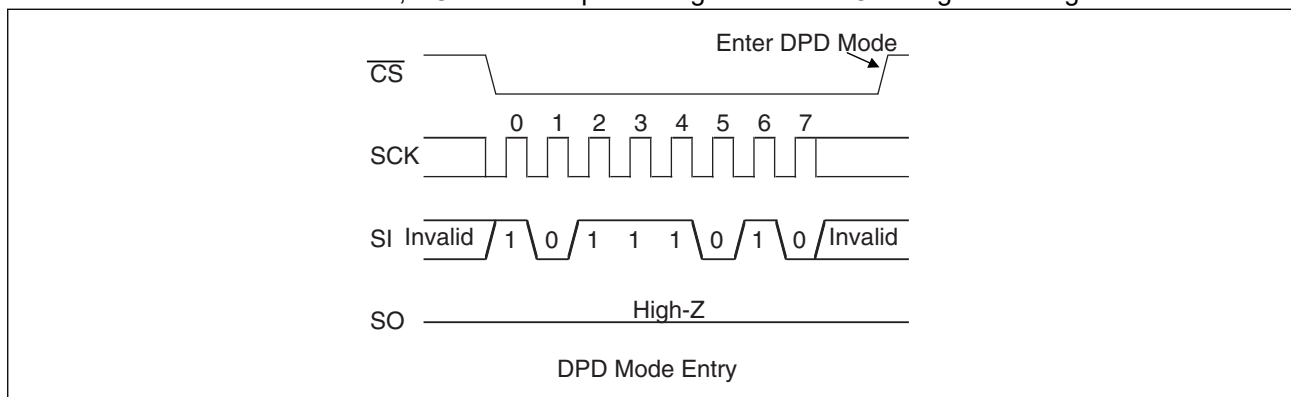 Enter DPD Mode
CS
0 1 2 3 4 5 6 7
SCK
SI Invalid 1 0 1 1 1 0 1 0 Invalid
High-Z
SO
DPD Mode Entry